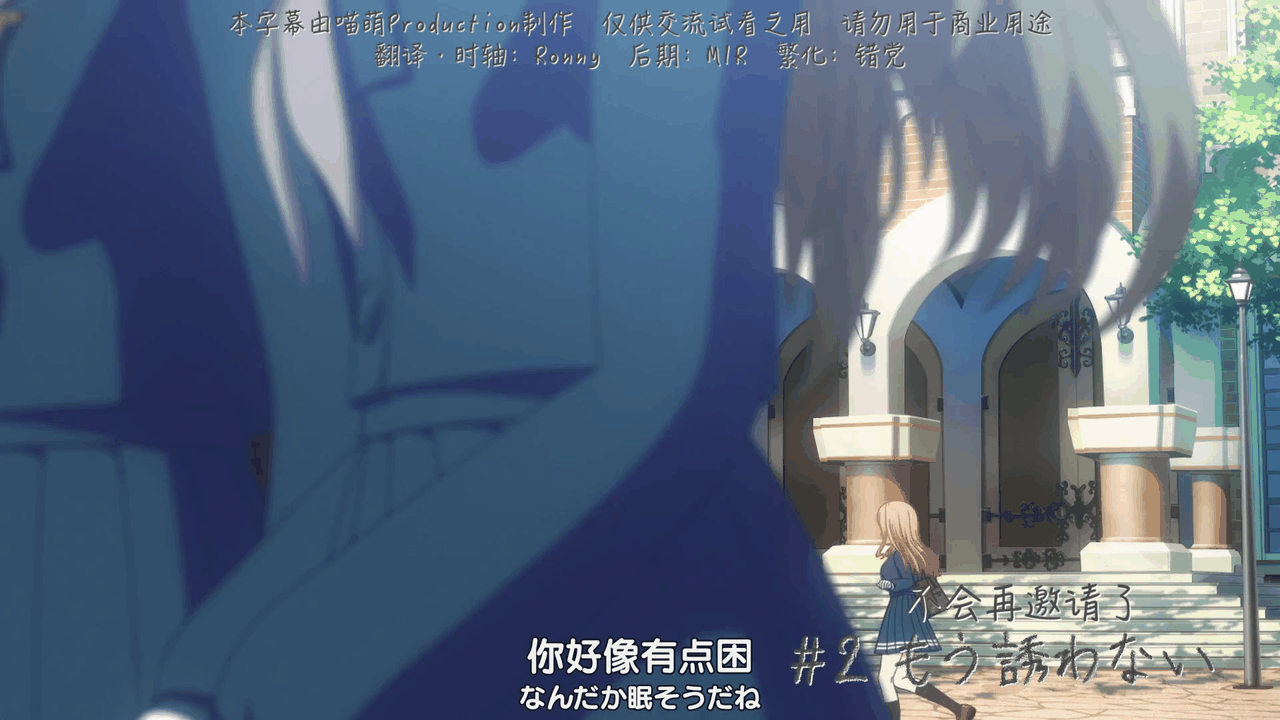 本字幕由喵萌Production制作 仅供交流试看之用 请勿用于商业用途
翻译·时轴：Ronny 后期：MIR 繁化：错党
不会再邀请了
#2 もう誘わない
你好像有点困
なんだか眠そうだね